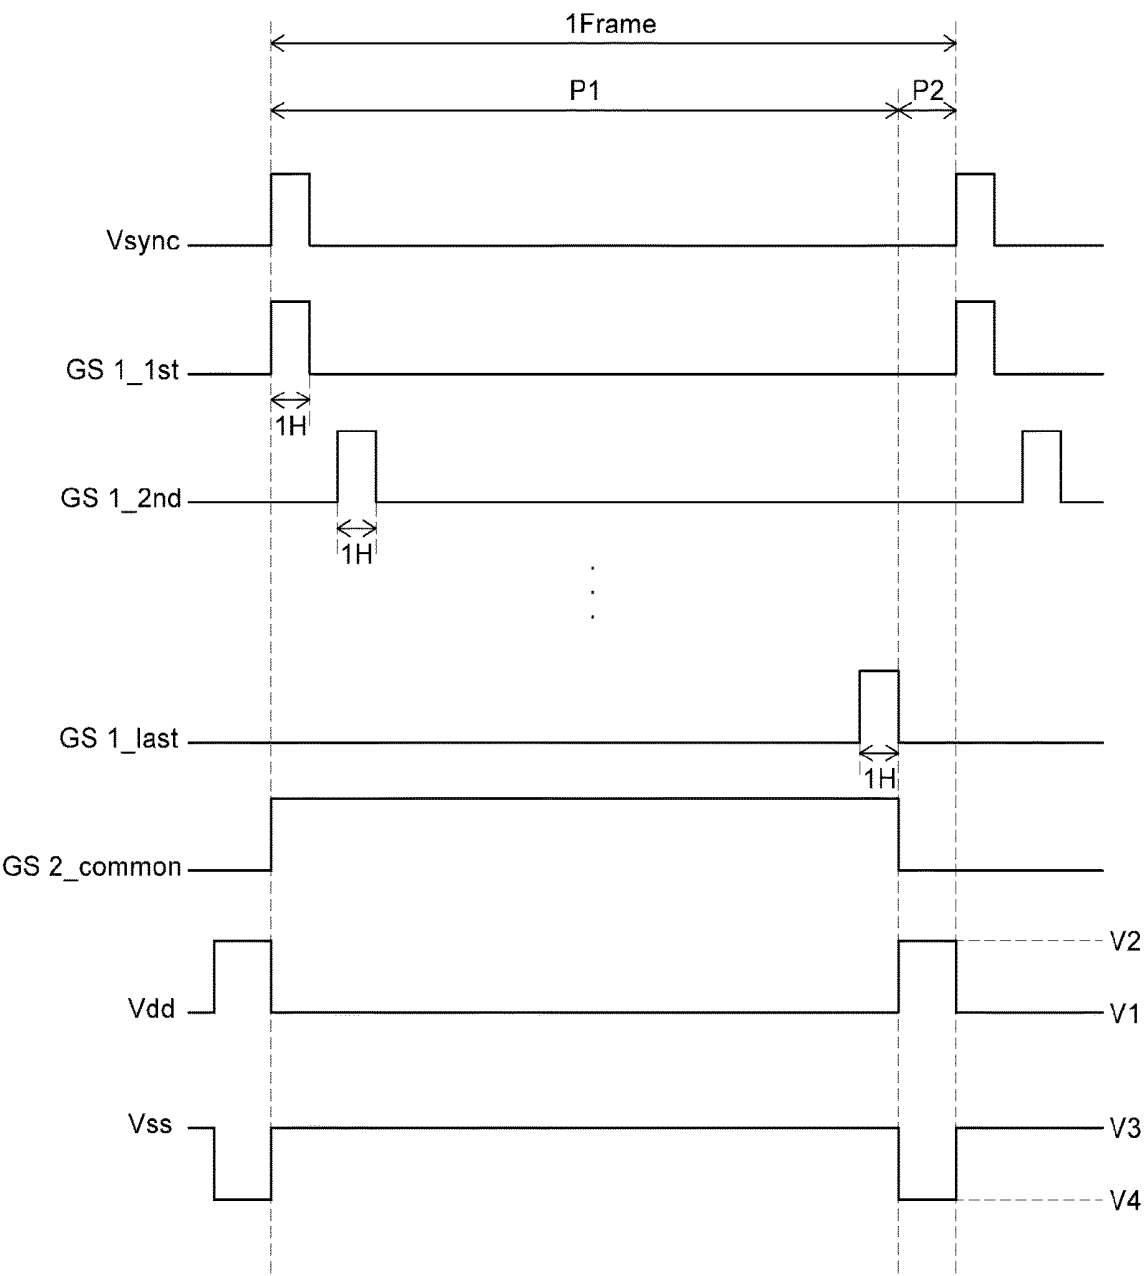 1Frame
P1 P2
Vsync
GS 1_1st
1H
GS 1_2nd
1H
GS 1_last
1H
GS 2_common
V2
Vdd V1
Vss V3
V4